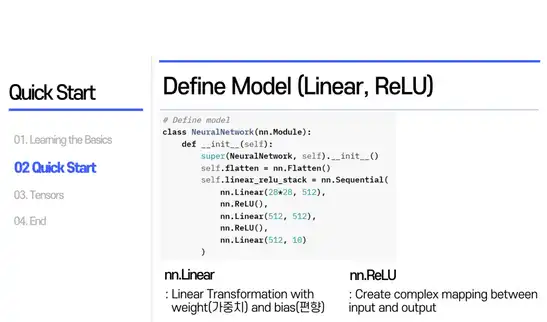 Quick Start
01. Learning the Basics
02 Quick Start
03. Tensors
04. End
Define Model (Linear, ReLU)
# Define model
class NeuralNetwork(nn.Module):
    def __init__(self):
        super(NeuralNetwork, self).__init__()
        self.flatten = nn.Flatten()
        self.linear_relu_stack = nn.Sequential(
            nn.Linear(28*28, 512),
            nn.ReLU(),
            nn.Linear(512, 512),
            nn.ReLU(),
            nn.Linear(512, 10)
        )
nn.Linear
: Linear Transformation with
weight(가중치) and bias(편향)
nn.ReLU
: Create complex mapping between
input and output